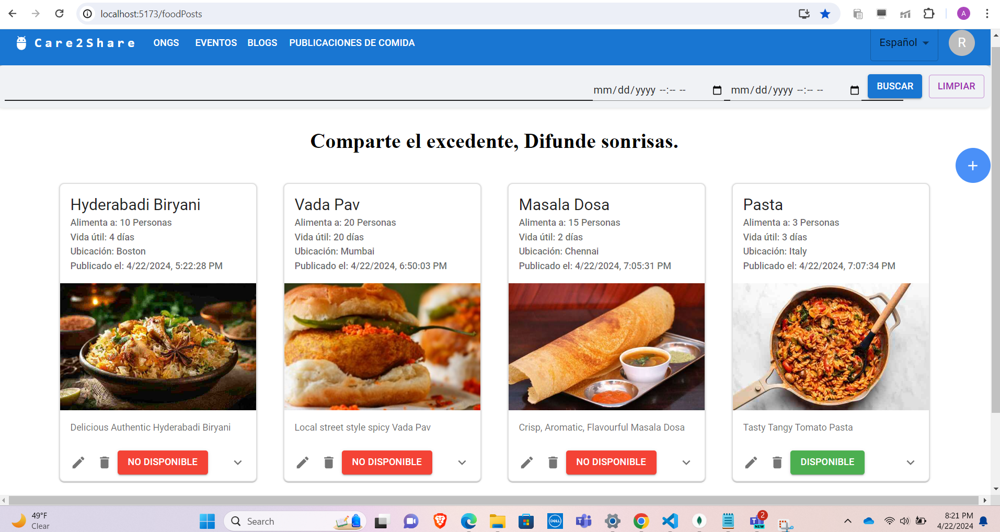 localhost:5173/foodPosts
A
Care2Share
ONGS
EVENTOS
BLOGS
PUBLICACIONES DE COMIDA
Español
R
mm/dd/yyyy --:-- --
mm/dd/yyyy --:-- --
BUSCAR
LIMPIAR
Comparte el excedente, Difunde sonrisas.
+
Hyderabadi Biryani
Alimenta a: 10 Personas
Vida útil: 4 días
Ubicación: Boston
Publicado el: 4/22/2024, 5:22:28 PM
Delicious Authentic Hyderabadi Biryani
NO DISPONIBLE
Vada Pav
Alimenta a: 20 Personas
Vida útil: 20 días
Ubicación: Mumbai
Publicado el: 4/22/2024, 6:50:03 PM
Local street style spicy Vada Pav
NO DISPONIBLE
Masala Dosa
Alimenta a: 15 Personas
Vida útil: 2 días
Ubicación: Chennai
Publicado el: 4/22/2024, 7:05:31 PM
Crisp, Aromatic, Flavourful Masala Dosa
NO DISPONIBLE
Pasta
Alimenta a: 3 Personas
Vida útil: 3 días
Ubicación: Italy
Publicado el: 4/22/2024, 7:07:34 PM
Tasty Tangy Tomato Pasta
DISPONIBLE
49°F
Clear
Search
DELL
2
NEW
8:21 PM
4/22/2024